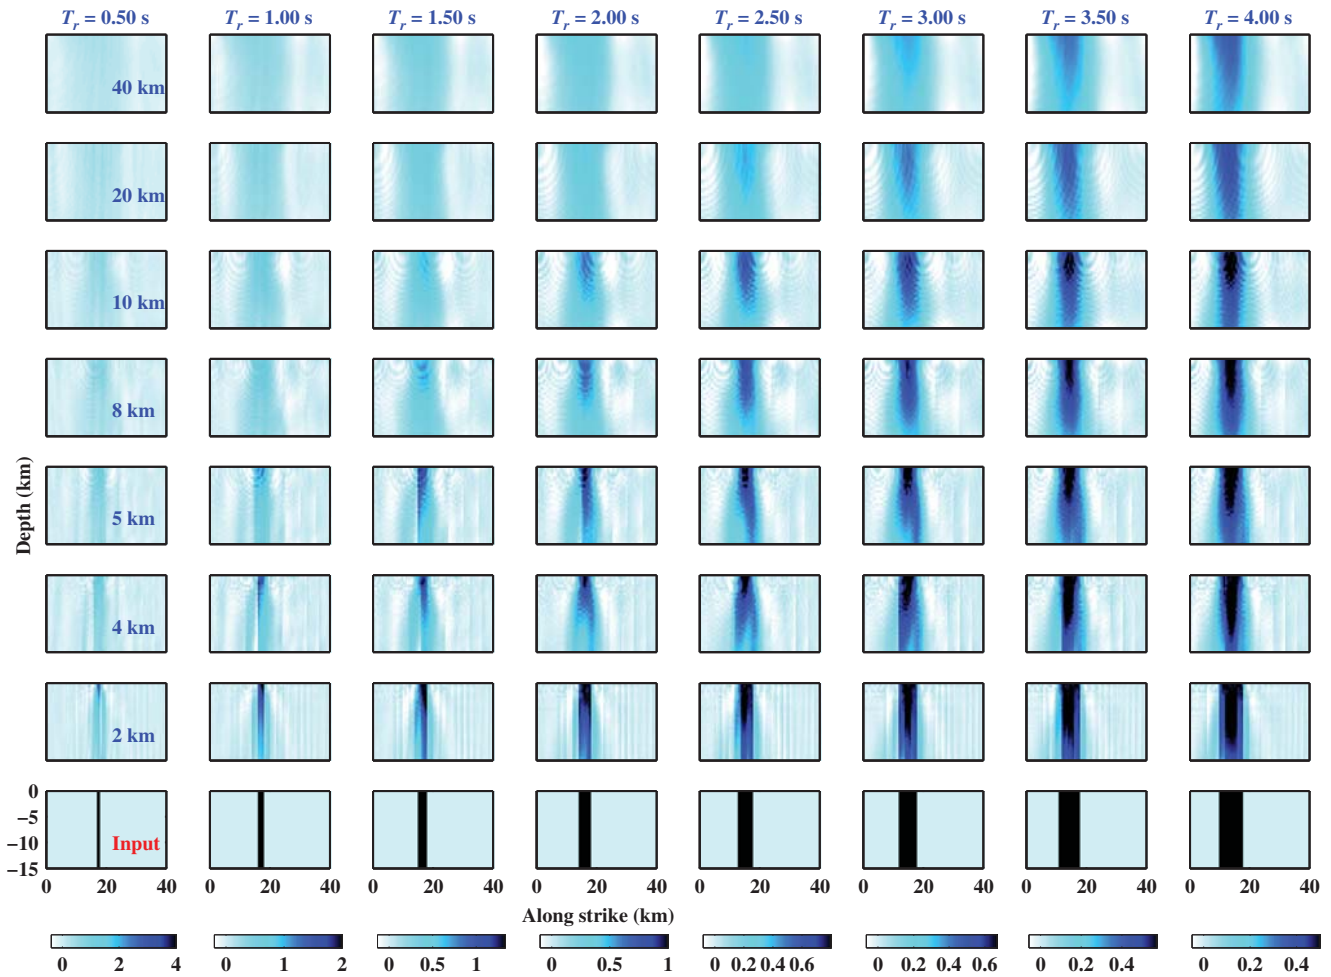 T_r = 0.50 s T_r = 1.00 s T_r = 1.50 s T_r = 2.00 s T_r = 2.50 s T_r = 3.00 s T_r = 3.50 s T_r = 4.00 s
40 km
20 km
10 km
8 km
Depth (km)
5 km
4 km
2 km
0
−5
−10
−15
Input
0 20 40 0 20 40 0 20 40 0 20 40 0 20 40 0 20 40 0 20 40 0 20 40
Along strike (km)
0 2 4 0 1 2 0 0.5 1 0 0.5 1 0 0.2 0.4 0.6 0 0.2 0.4 0.6 0 0.2 0.4 0 0.2 0.4